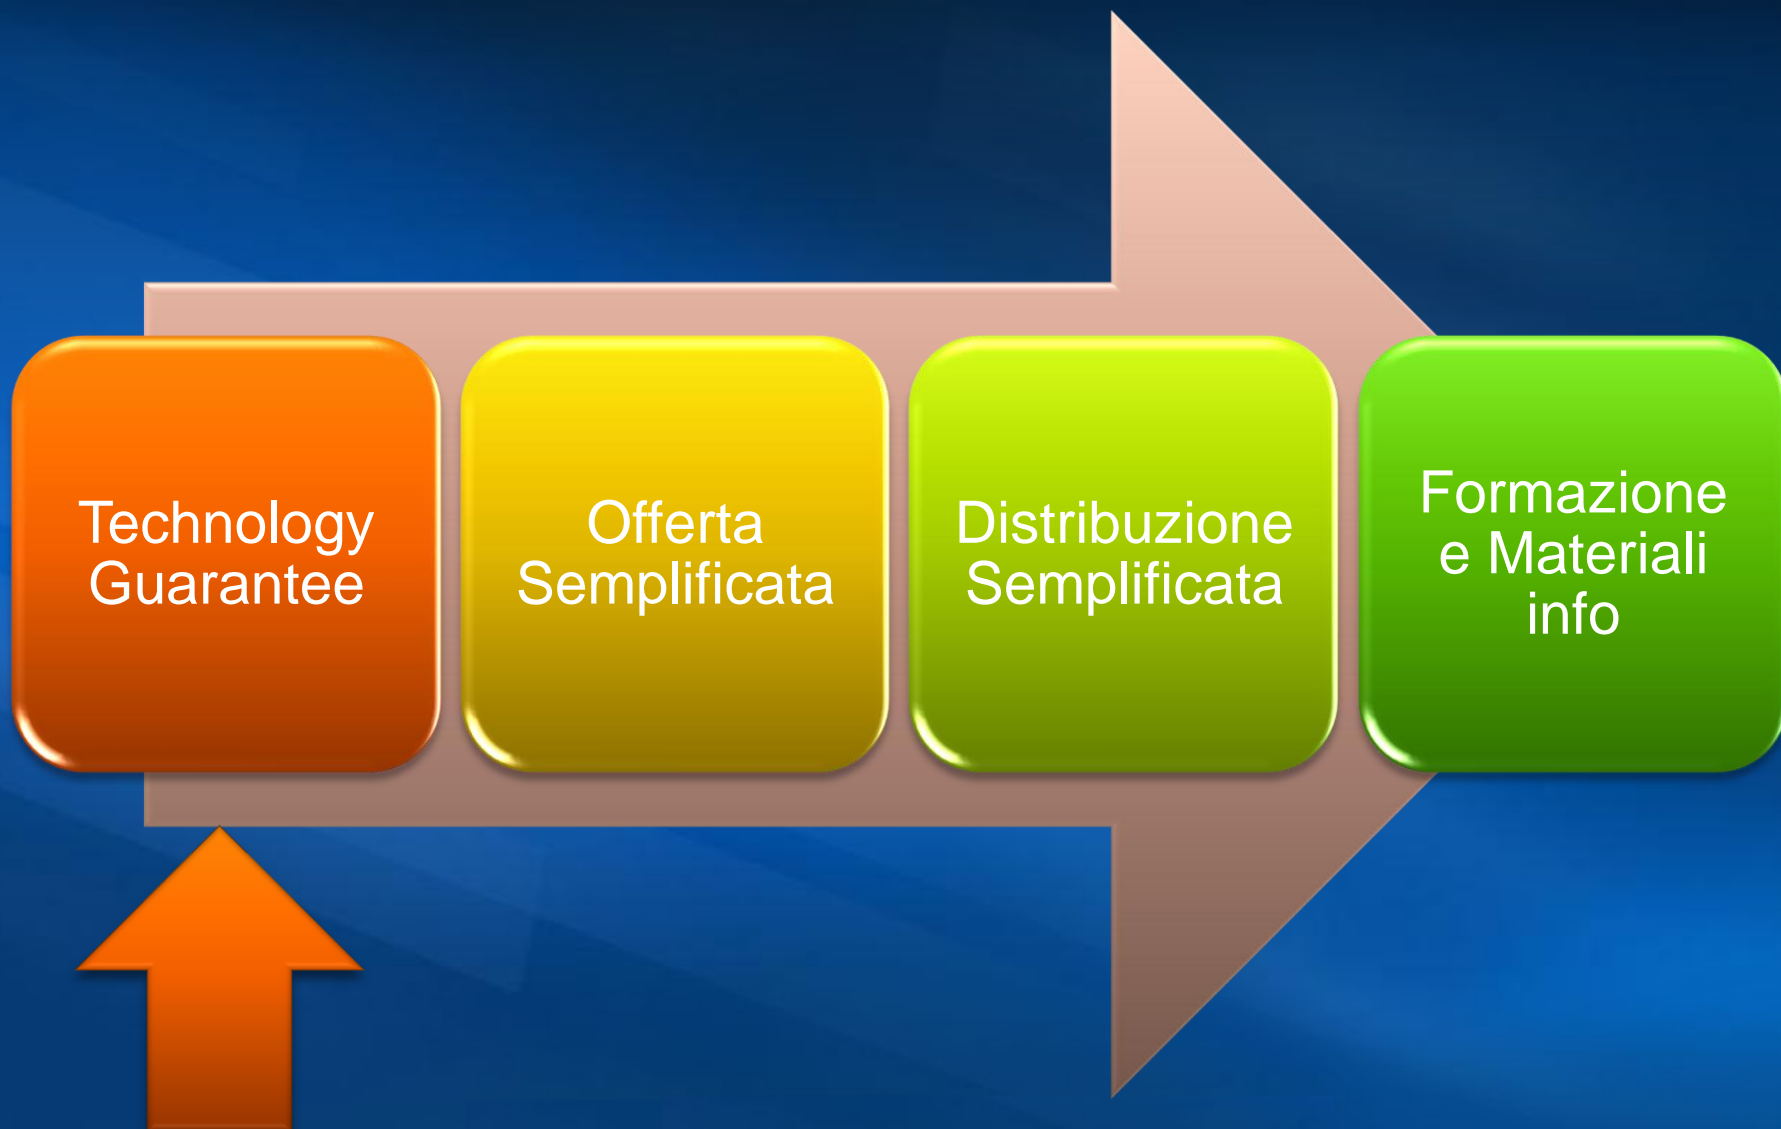 Technology
Guarantee
Offerta
Semplificata
Distribuzione
Semplificata
Formazione
e Materiali
info